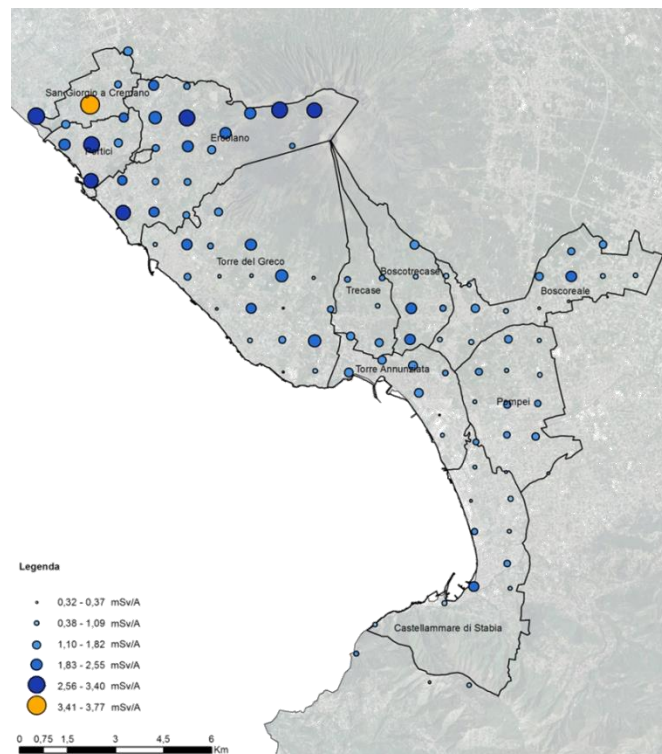 San Giorgio a Cremano
Portici
Ercolano
Torre del Greco
Boscotrecase
Trecase
Boscoreale
Torre Annunziata
Pompei
Castellammare di Stabia
Legenda
0,32 - 0,37 mSv/A
0,38 - 1,09 mSv/A
1,10 - 1,82 mSv/A
1,83 - 2,55 mSv/A
2,56 - 3,40 mSv/A
3,41 - 3,77 mSv/A
0 0,75 1,5 3 4,5 6
Km